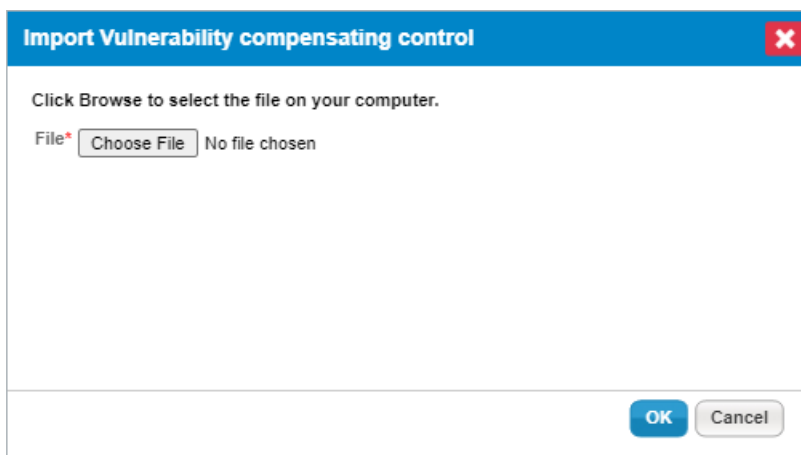 Import Vulnerability compensating control
Click Browse to select the file on your computer.
File* Choose File No file chosen
OK Cancel